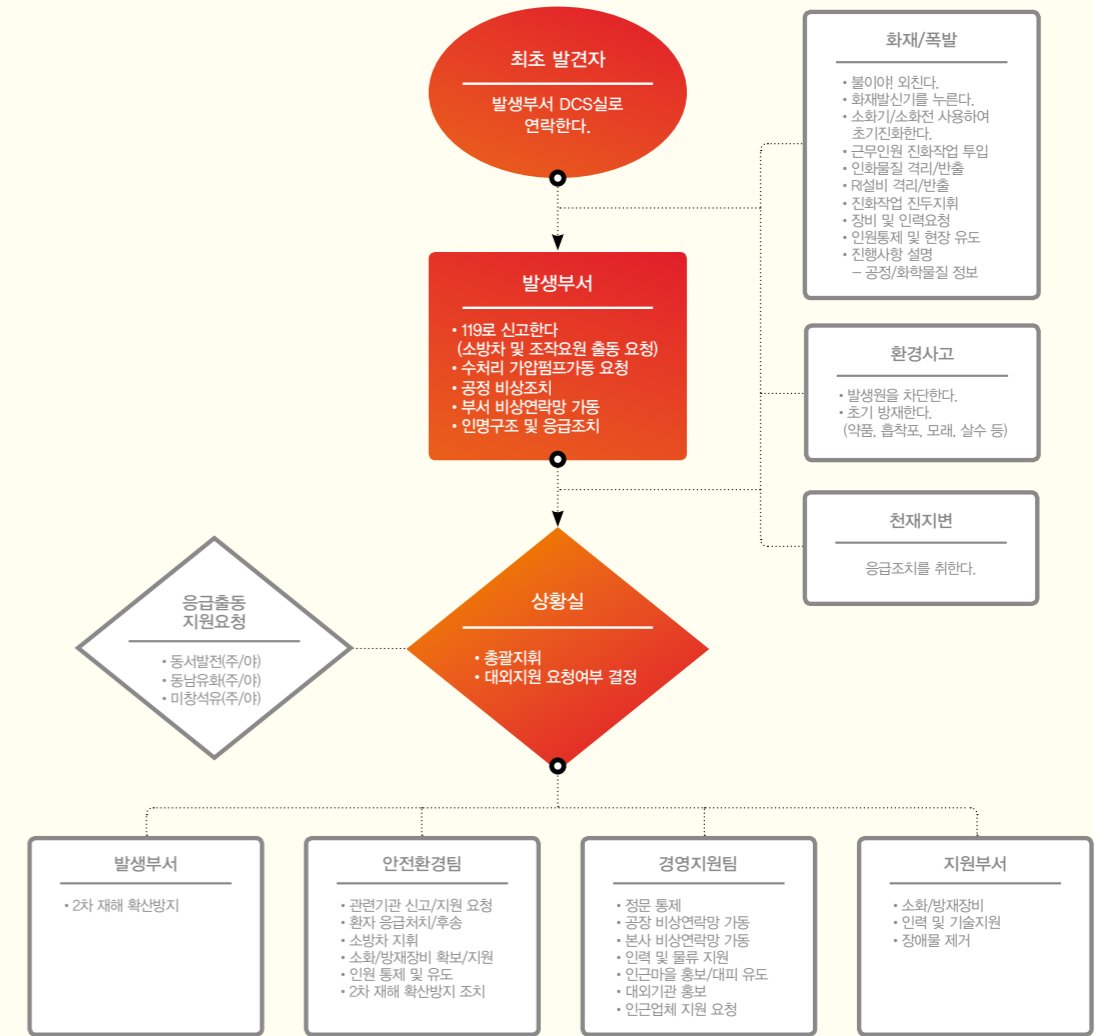 최초 발견자
발생부서 DCS실로
연락한다.
화재/폭발
• 불이야! 외친다.
• 화재발신기를 누른다.
• 소화기/소화전 사용하여
초기진화한다.
• 근무인원 진화작업 투입
• 인화물질 격리/반출
• RI설비 격리/반출
• 진화작업 진두지휘
• 장비 및 인력요청
• 인원통제 및 현장 유도
• 진행사항 설명
– 공정/화학물질 정보
발생부서
• 119로 신고한다
(소방차 및 조작요원 출동 요청)
• 수처리 가압펌프가동 요청
• 공정 비상조치
• 부서 비상연락망 가동
• 인명구조 및 응급조치
환경사고
• 발생원을 차단한다.
• 초기 방재한다.
(약품, 흡착포, 모래, 살수 등)
천재지변
응급조치를 취한다.
응급출동
지원요청
• 동서발전(주/야)
• 동남유화(주/야)
• 미창석유(주/야)
상황실
• 총괄지휘
• 대외지원 요청여부 결정
발생부서
• 2차 재해 확산방지
안전환경팀
• 관련기관 신고/지원 요청
• 환자 응급처치/후송
• 소방차 지휘
• 소화/방재장비 확보/지원
• 인원 통제 및 유도
• 2차 재해 확산방지 조치
경영지원팀
• 정문 통제
• 공장 비상연락망 가동
• 본사 비상연락망 가동
• 인력 및 물류 지원
• 인근마을 홍보/대피 유도
• 대외기관 홍보
• 인근업체 지원 요청
지원부서
• 소화/방재장비
• 인력 및 기술지원
• 장애물 제거